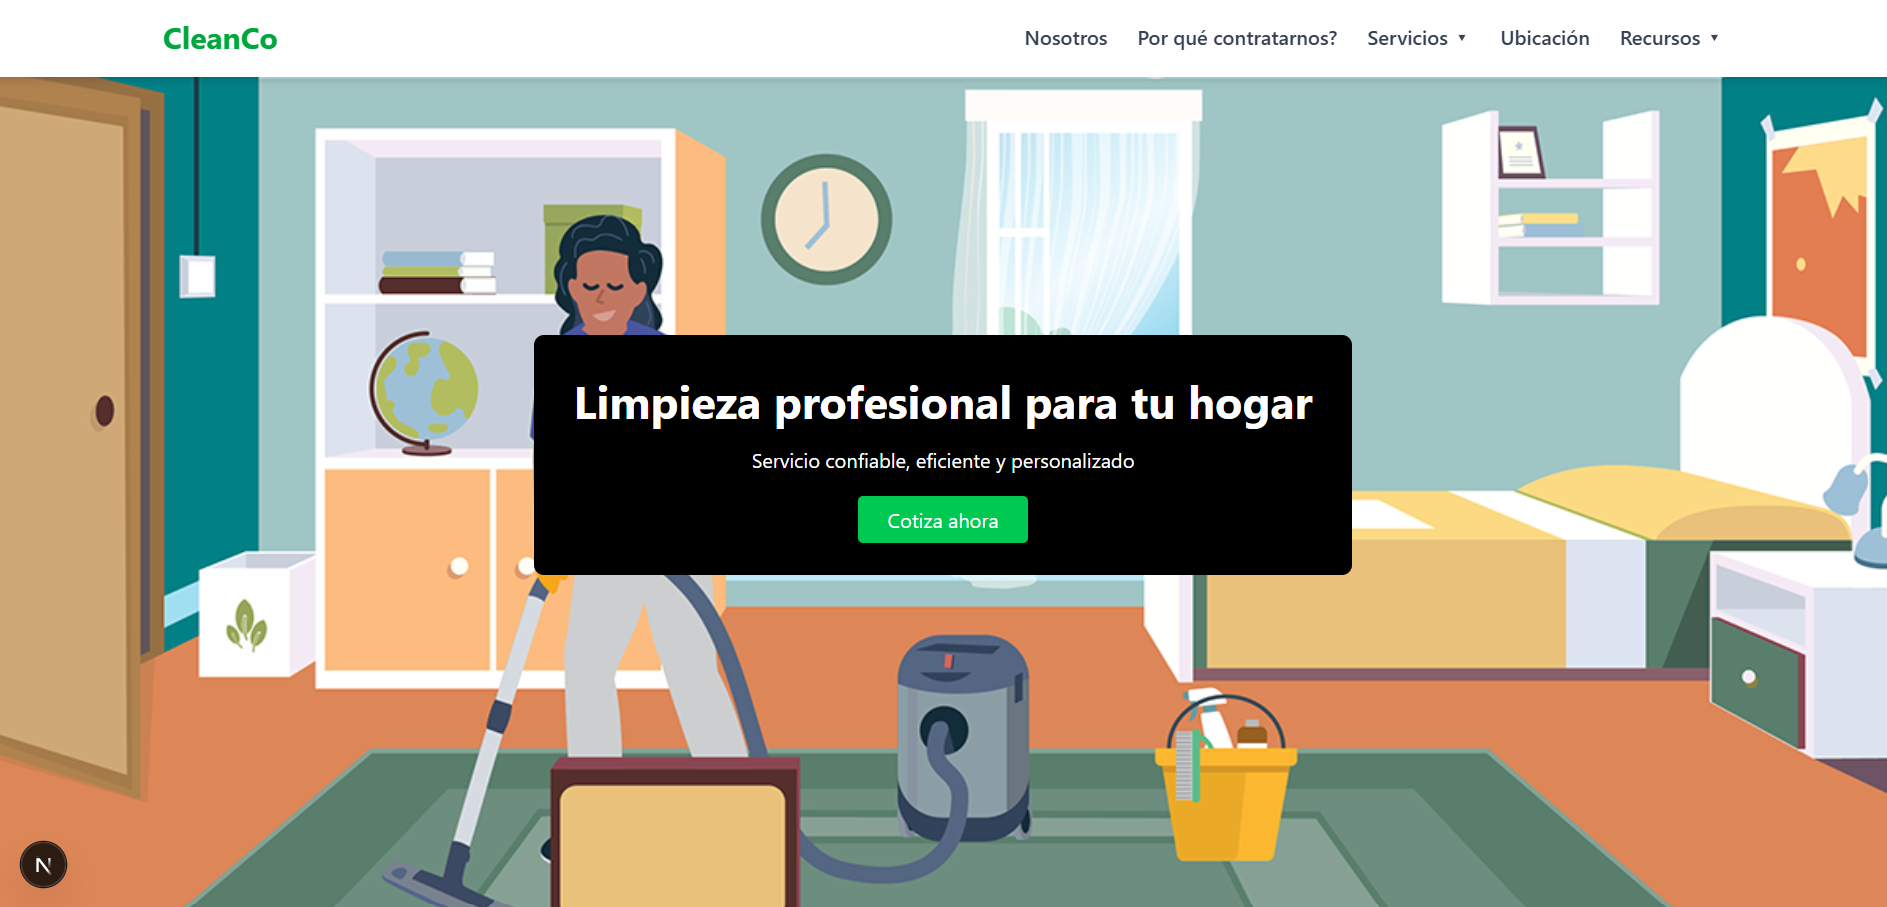 CleanCo
Nosotros
Por qué contratarnos?
Servicios ▼
Ubicación
Recursos ▼
Limpieza profesional para tu hogar
Servicio confiable, eficiente y personalizado
Cotiza ahora
N